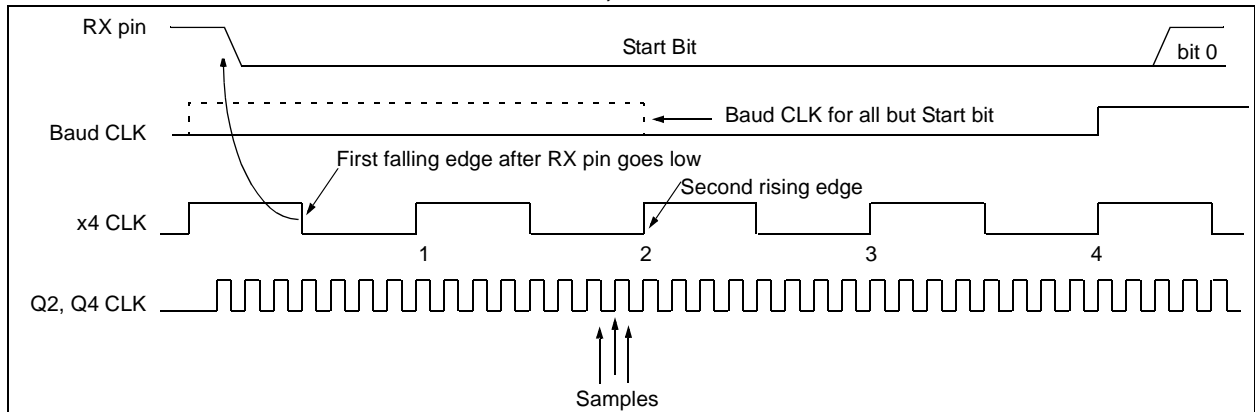 RX pin
Start Bit
bit 0
Baud CLK for all but Start bit
Baud CLK
First falling edge after RX pin goes low
Second rising edge
x4 CLK
1
2
3
4
Q2, Q4 CLK
Samples